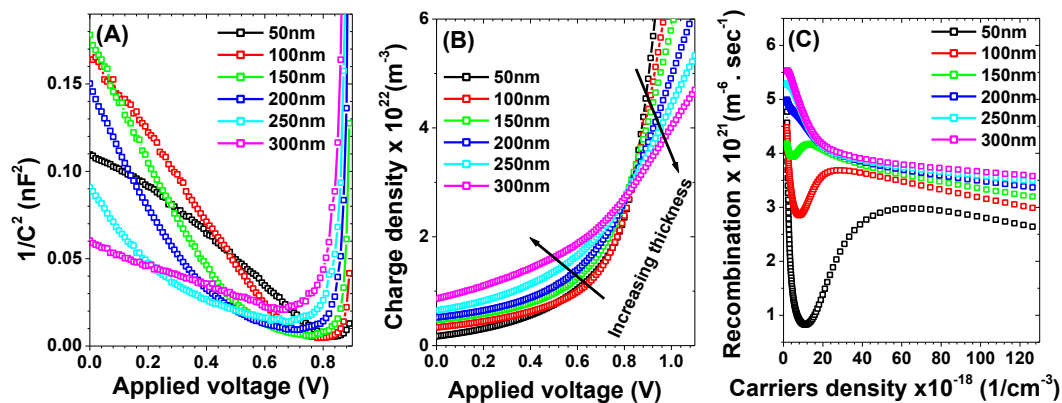 (A)
50nm
100nm
150nm
200nm
250nm
300nm
1/C² (nF²)
0.15
0.10
0.05
0.00
0.0 0.2 0.4 0.6 0.8
Applied voltage (V)
(B)
50nm
100nm
150nm
200nm
250nm
300nm
Increasing thickness
Charge density x 10²²(m⁻³)
6
4
2
0
0.0 0.2 0.4 0.6 0.8 1.0
Applied voltage (V)
(C)
50nm
100nm
150nm
200nm
250nm
300nm
Recombination x 10²¹(m⁻⁶ . sec⁻¹)
6
5
4
3
2
1
0 20 40 60 80 100 120
Carriers density x10⁻¹⁸ (1/cm⁻³)